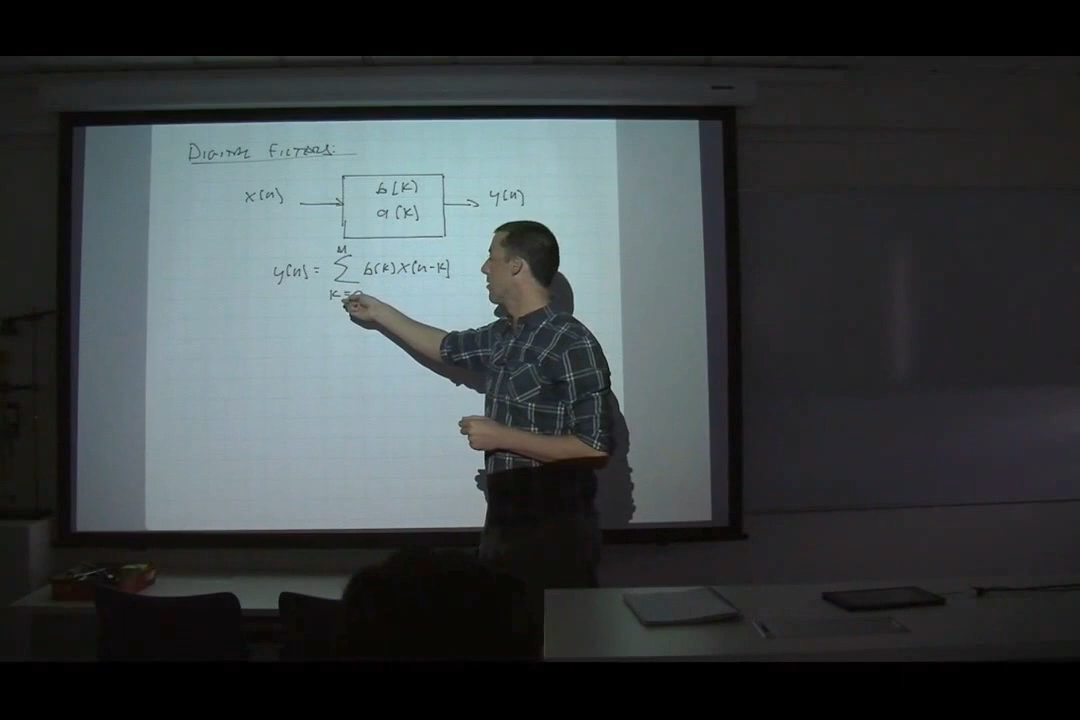 DIGITAL FILTERS:
x[n] b[k] y[n]
a[k]
M
y[n] = ∑ b[k] x[n-k]
k=0